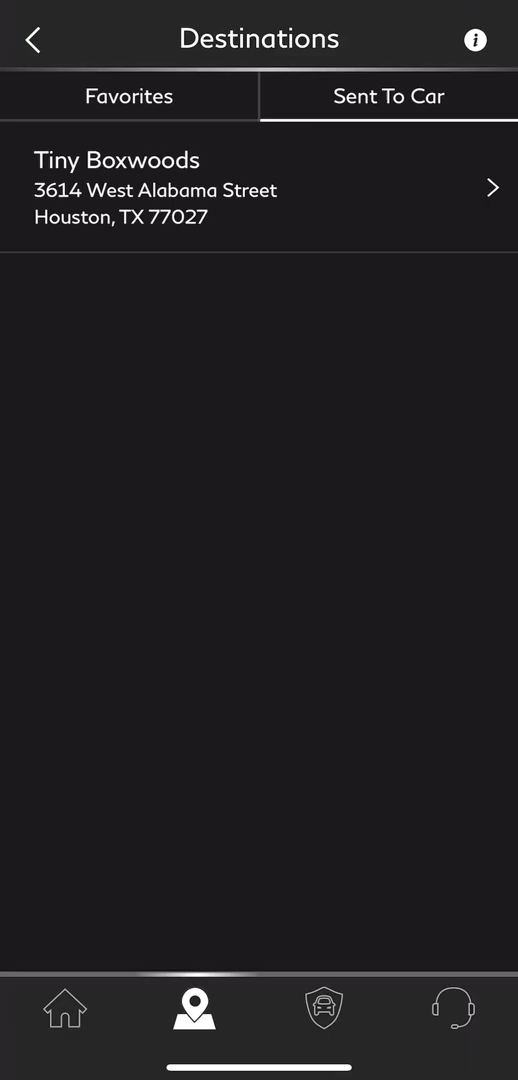 Destinations
i
Favorites
Sent To Car
Tiny Boxwoods
3614 West Alabama Street
Houston, TX 77027